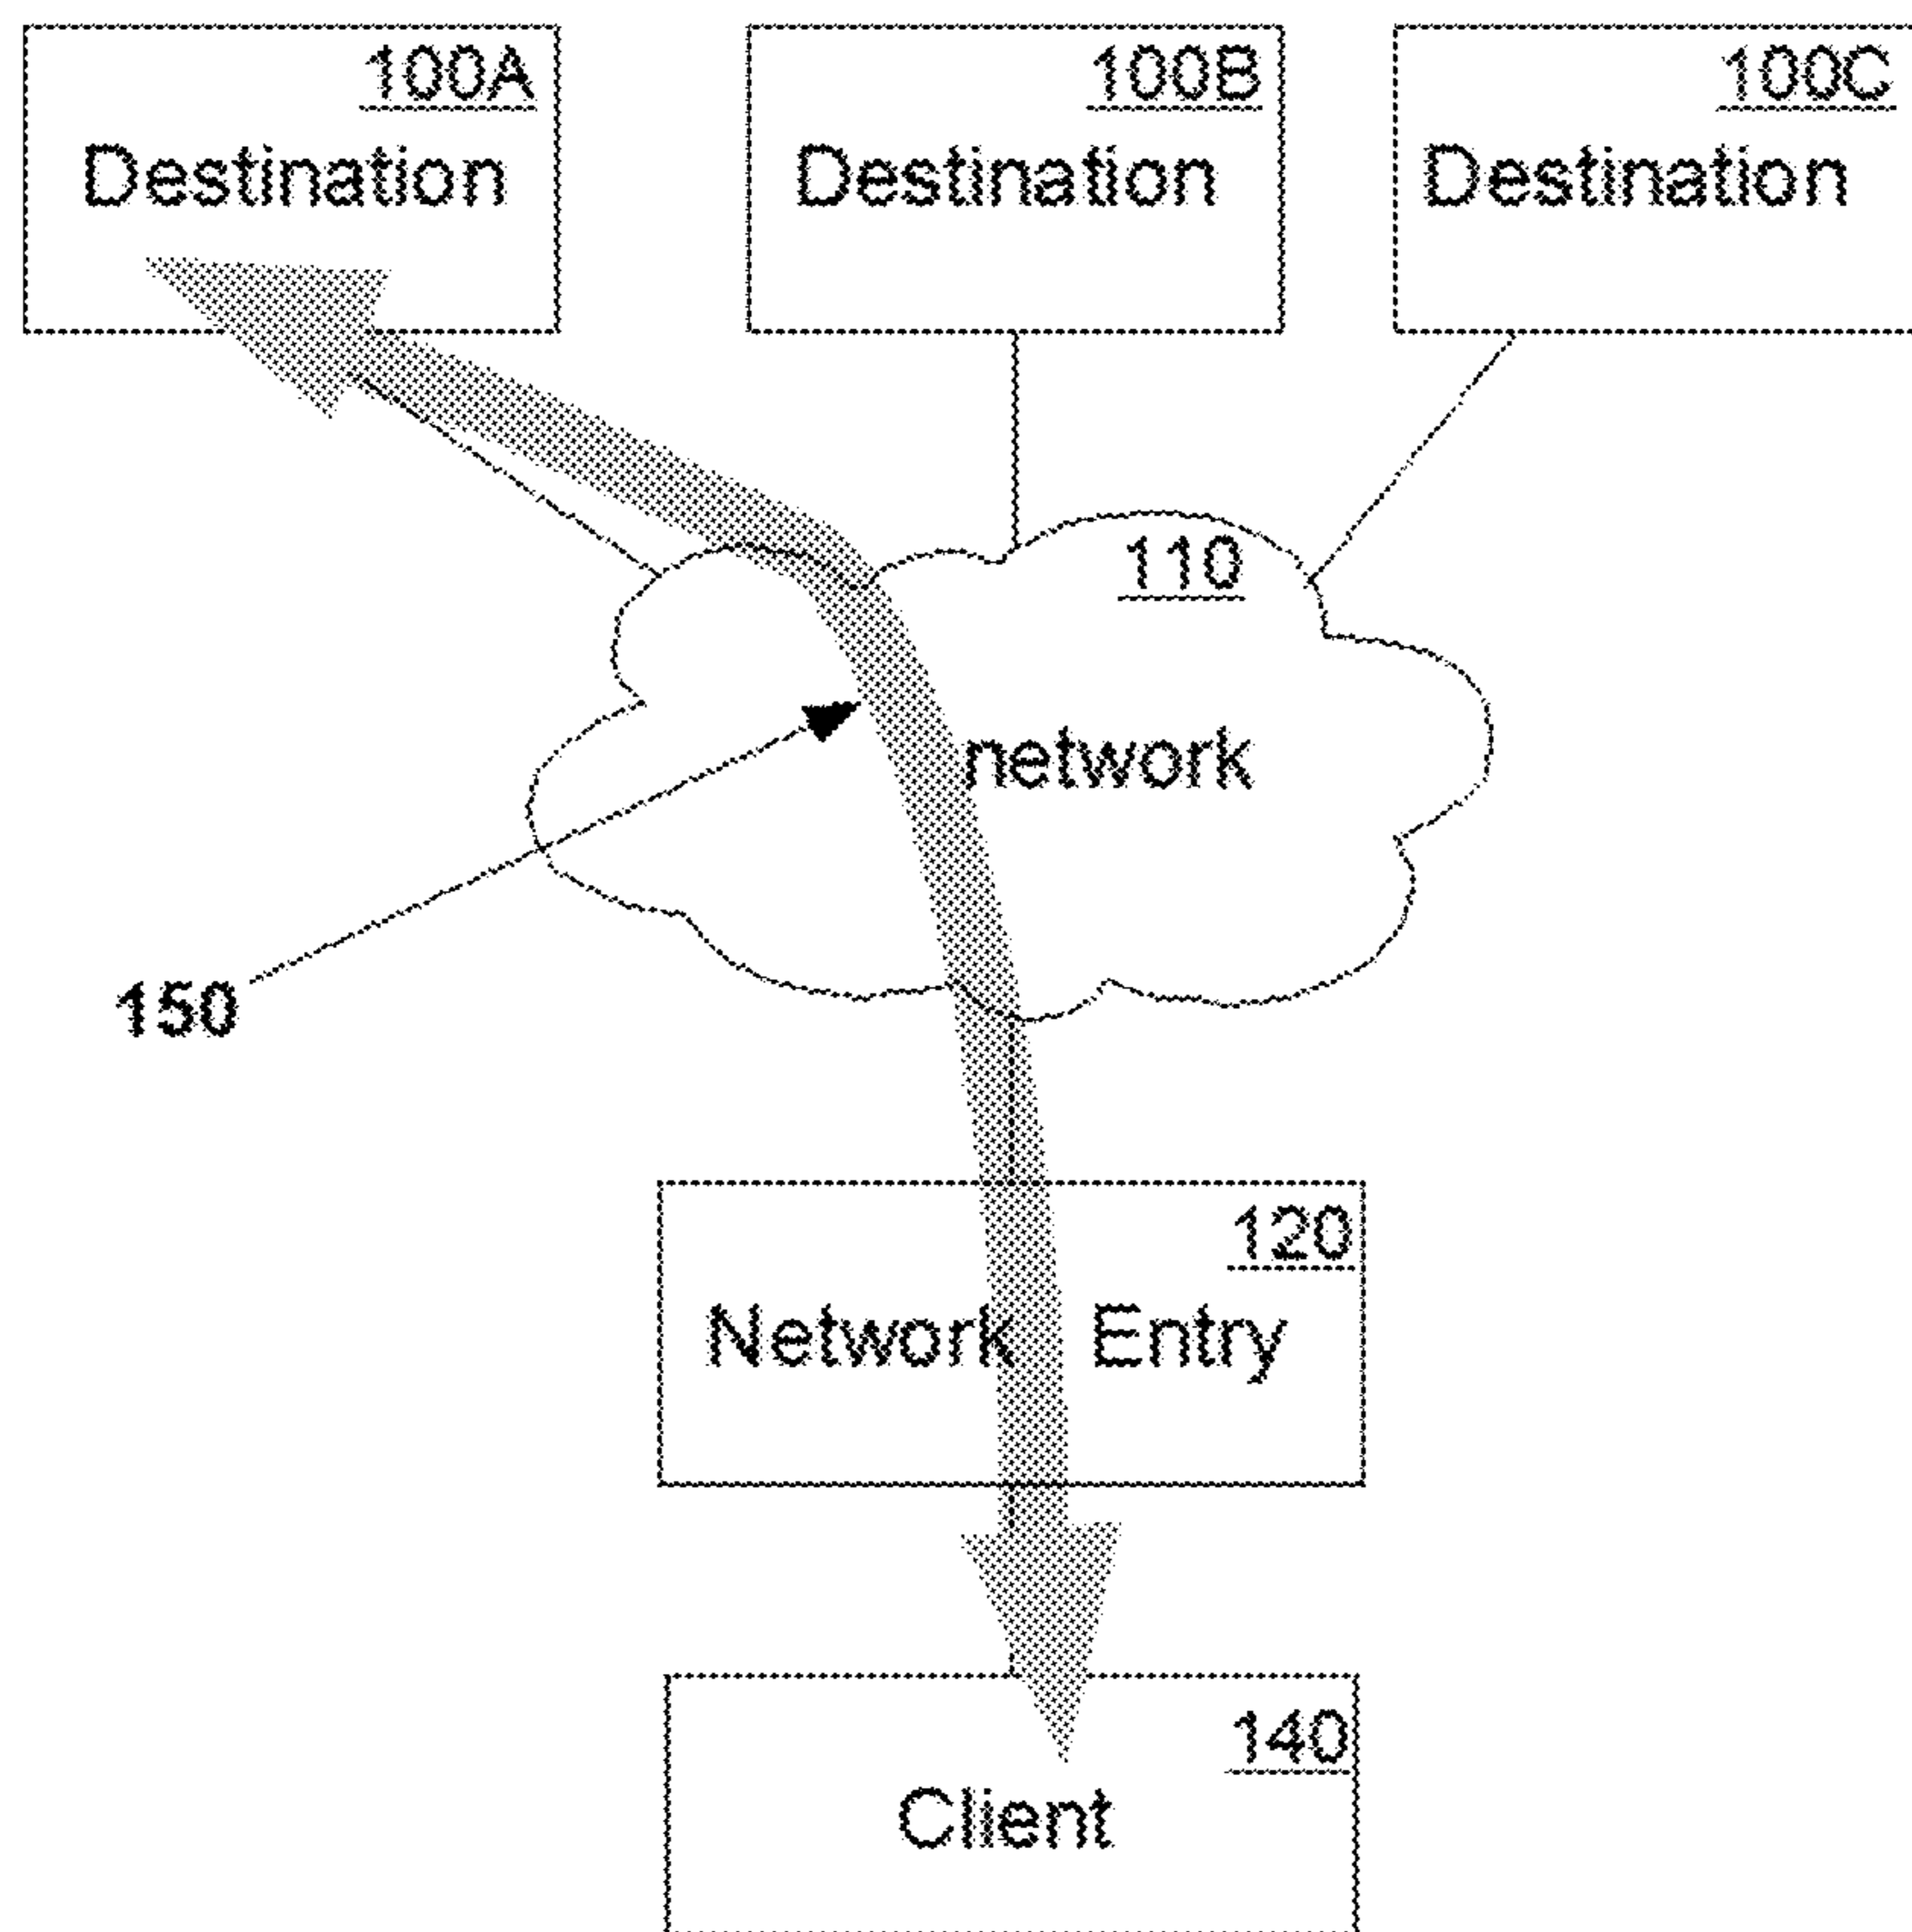 100A
Destination
100B
Destination
100C
Destination
110
network
150
120
Network Entry
140
Client